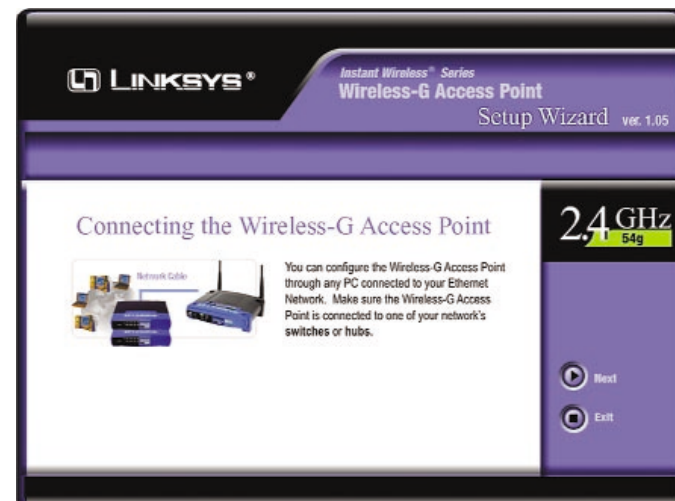 LINKSYS®
Instant Wireless® Series
Wireless-G Access Point
Setup Wizard ver. 1.05
Connecting the Wireless-G Access Point
Network Cable
You can configure the Wireless-G Access Point
through any PC connected to your Ethernet
Network. Make sure the Wireless-G Access
Point is connected to one of your network's
switches or hubs.
2.4 GHz
54g
Next
Exit